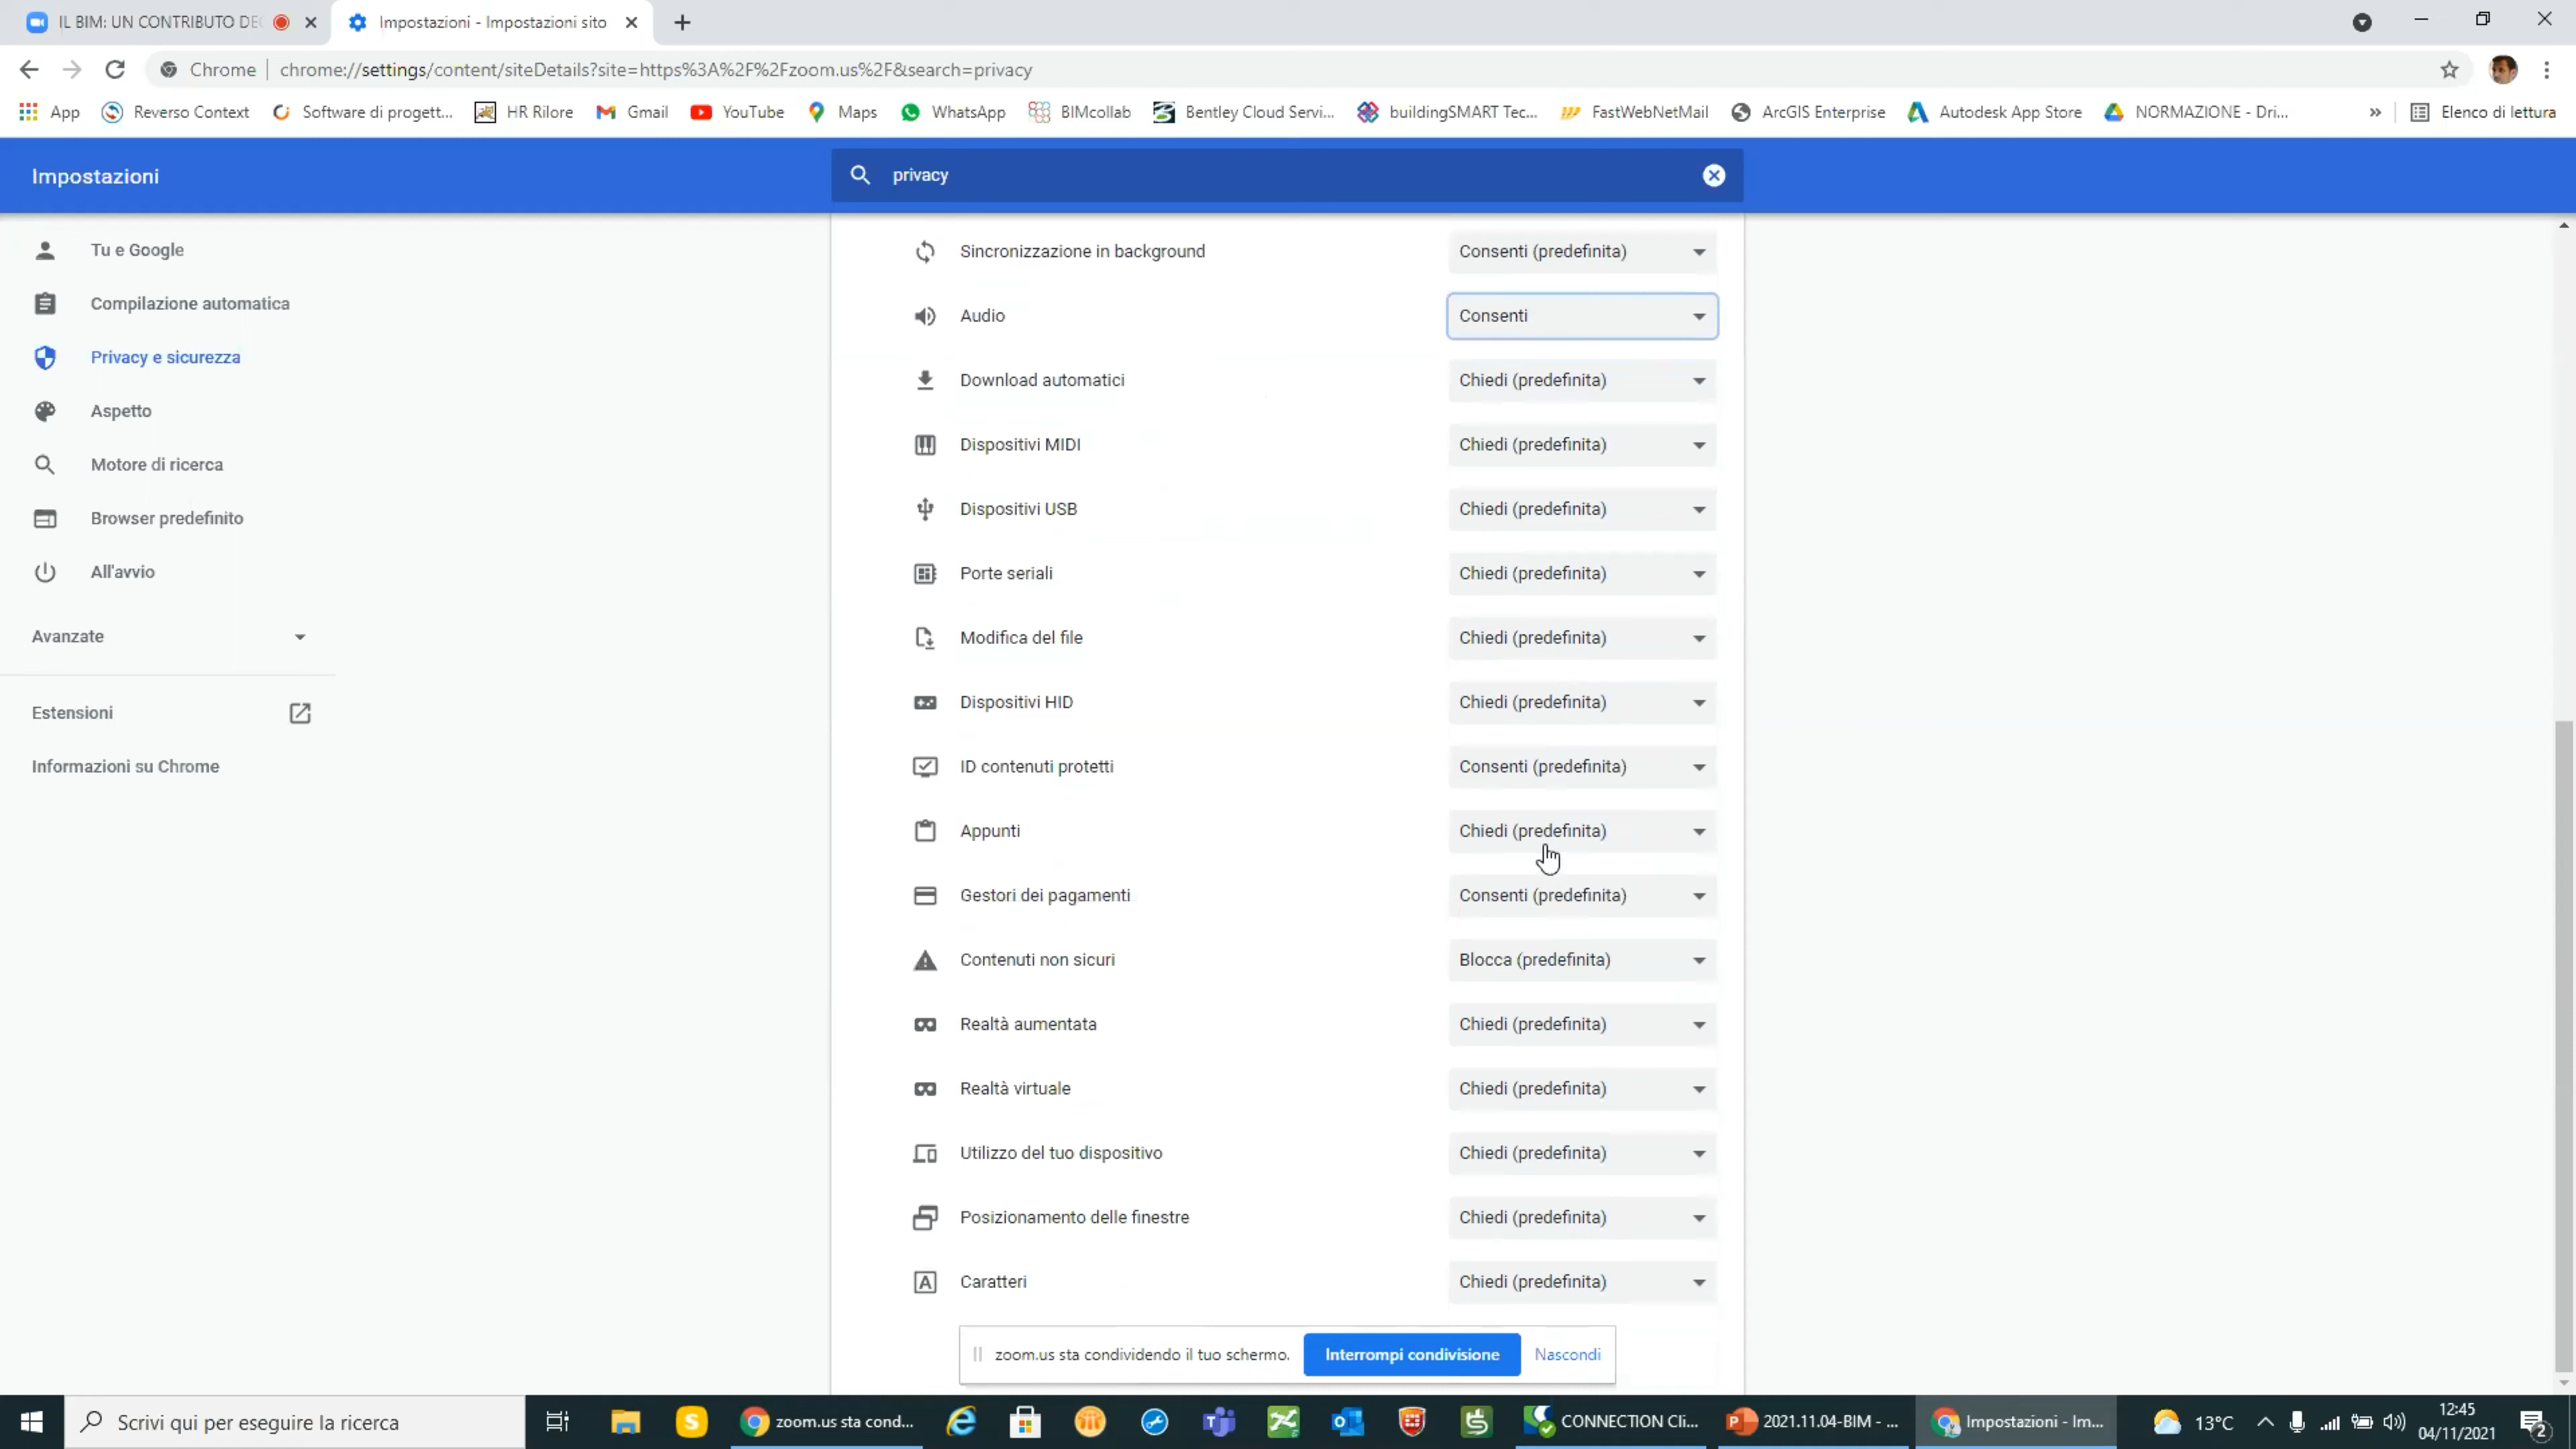 IL BIM: UN CONTRIBUTO DE
Impostazioni - Impostazioni sito
Chrome
chrome://settings/content/siteDetails?site=https%3A%2F%2Fzoom.us%2F&search=privacy
App
Reverso Context
Software di progett...
HR Rilore
Gmail
YouTube
Maps
WhatsApp
BIMcollab
Bentley Cloud Servi...
buildingSMART Tec...
FastWebNetMail
ArcGIS Enterprise
Autodesk App Store
NORMAZIONE - Dri...
»
Elenco di lettura
Impostazioni
privacy
Tu e Google
Compilazione automatica
Privacy e sicurezza
Aspetto
Motore di ricerca
Browser predefinito
All'avvio
Avanzate
Estensioni
Informazioni su Chrome
Sincronizzazione in background Consenti (predefinita)
Audio Consenti
Download automatici Chiedi (predefinita)
Dispositivi MIDI Chiedi (predefinita)
Dispositivi USB Chiedi (predefinita)
Porte seriali Chiedi (predefinita)
Modifica del file Chiedi (predefinita)
Dispositivi HID Chiedi (predefinita)
ID contenuti protetti Consenti (predefinita)
Appunti Chiedi (predefinita)
Gestori dei pagamenti Consenti (predefinita)
Contenuti non sicuri Blocca (predefinita)
Realtà aumentata Chiedi (predefinita)
Realtà virtuale Chiedi (predefinita)
Utilizzo del tuo dispositivo Chiedi (predefinita)
Posizionamento delle finestre Chiedi (predefinita)
Caratteri Chiedi (predefinita)
zoom.us sta condividendo il tuo schermo. Interrompi condivisione Nascondi
Scrivi qui per eseguire la ricerca
zoom.us sta cond...
CONNECTION Cli...
2021.11.04-BIM - ...
Impostazioni - Im...
13°C
12:45
04/11/2021
2